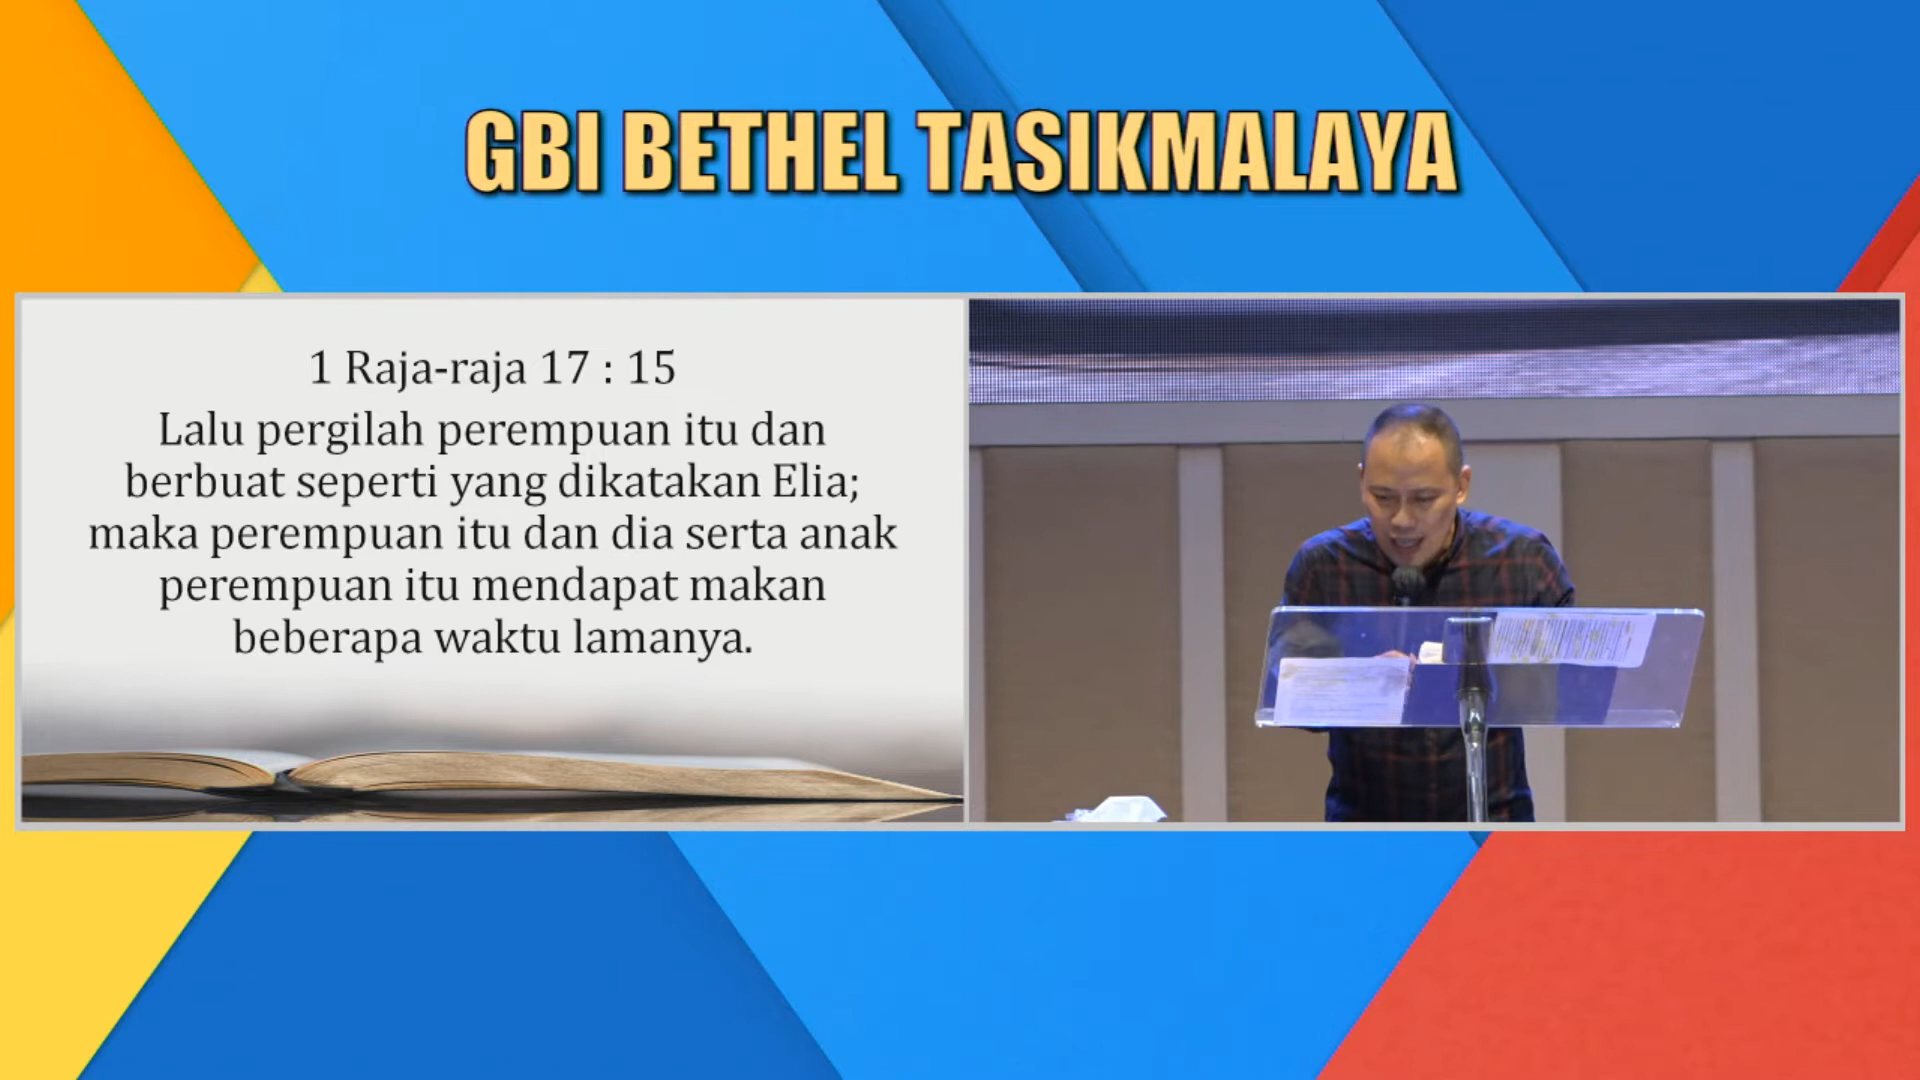 GBI BETHEL TASIKMALAYA
1 Raja-raja 17 : 15
Lalu pergilah perempuan itu dan
berbuat seperti yang dikatakan Elia;
maka perempuan itu dan dia serta anak
perempuan itu mendapat makan
beberapa waktu lamanya.